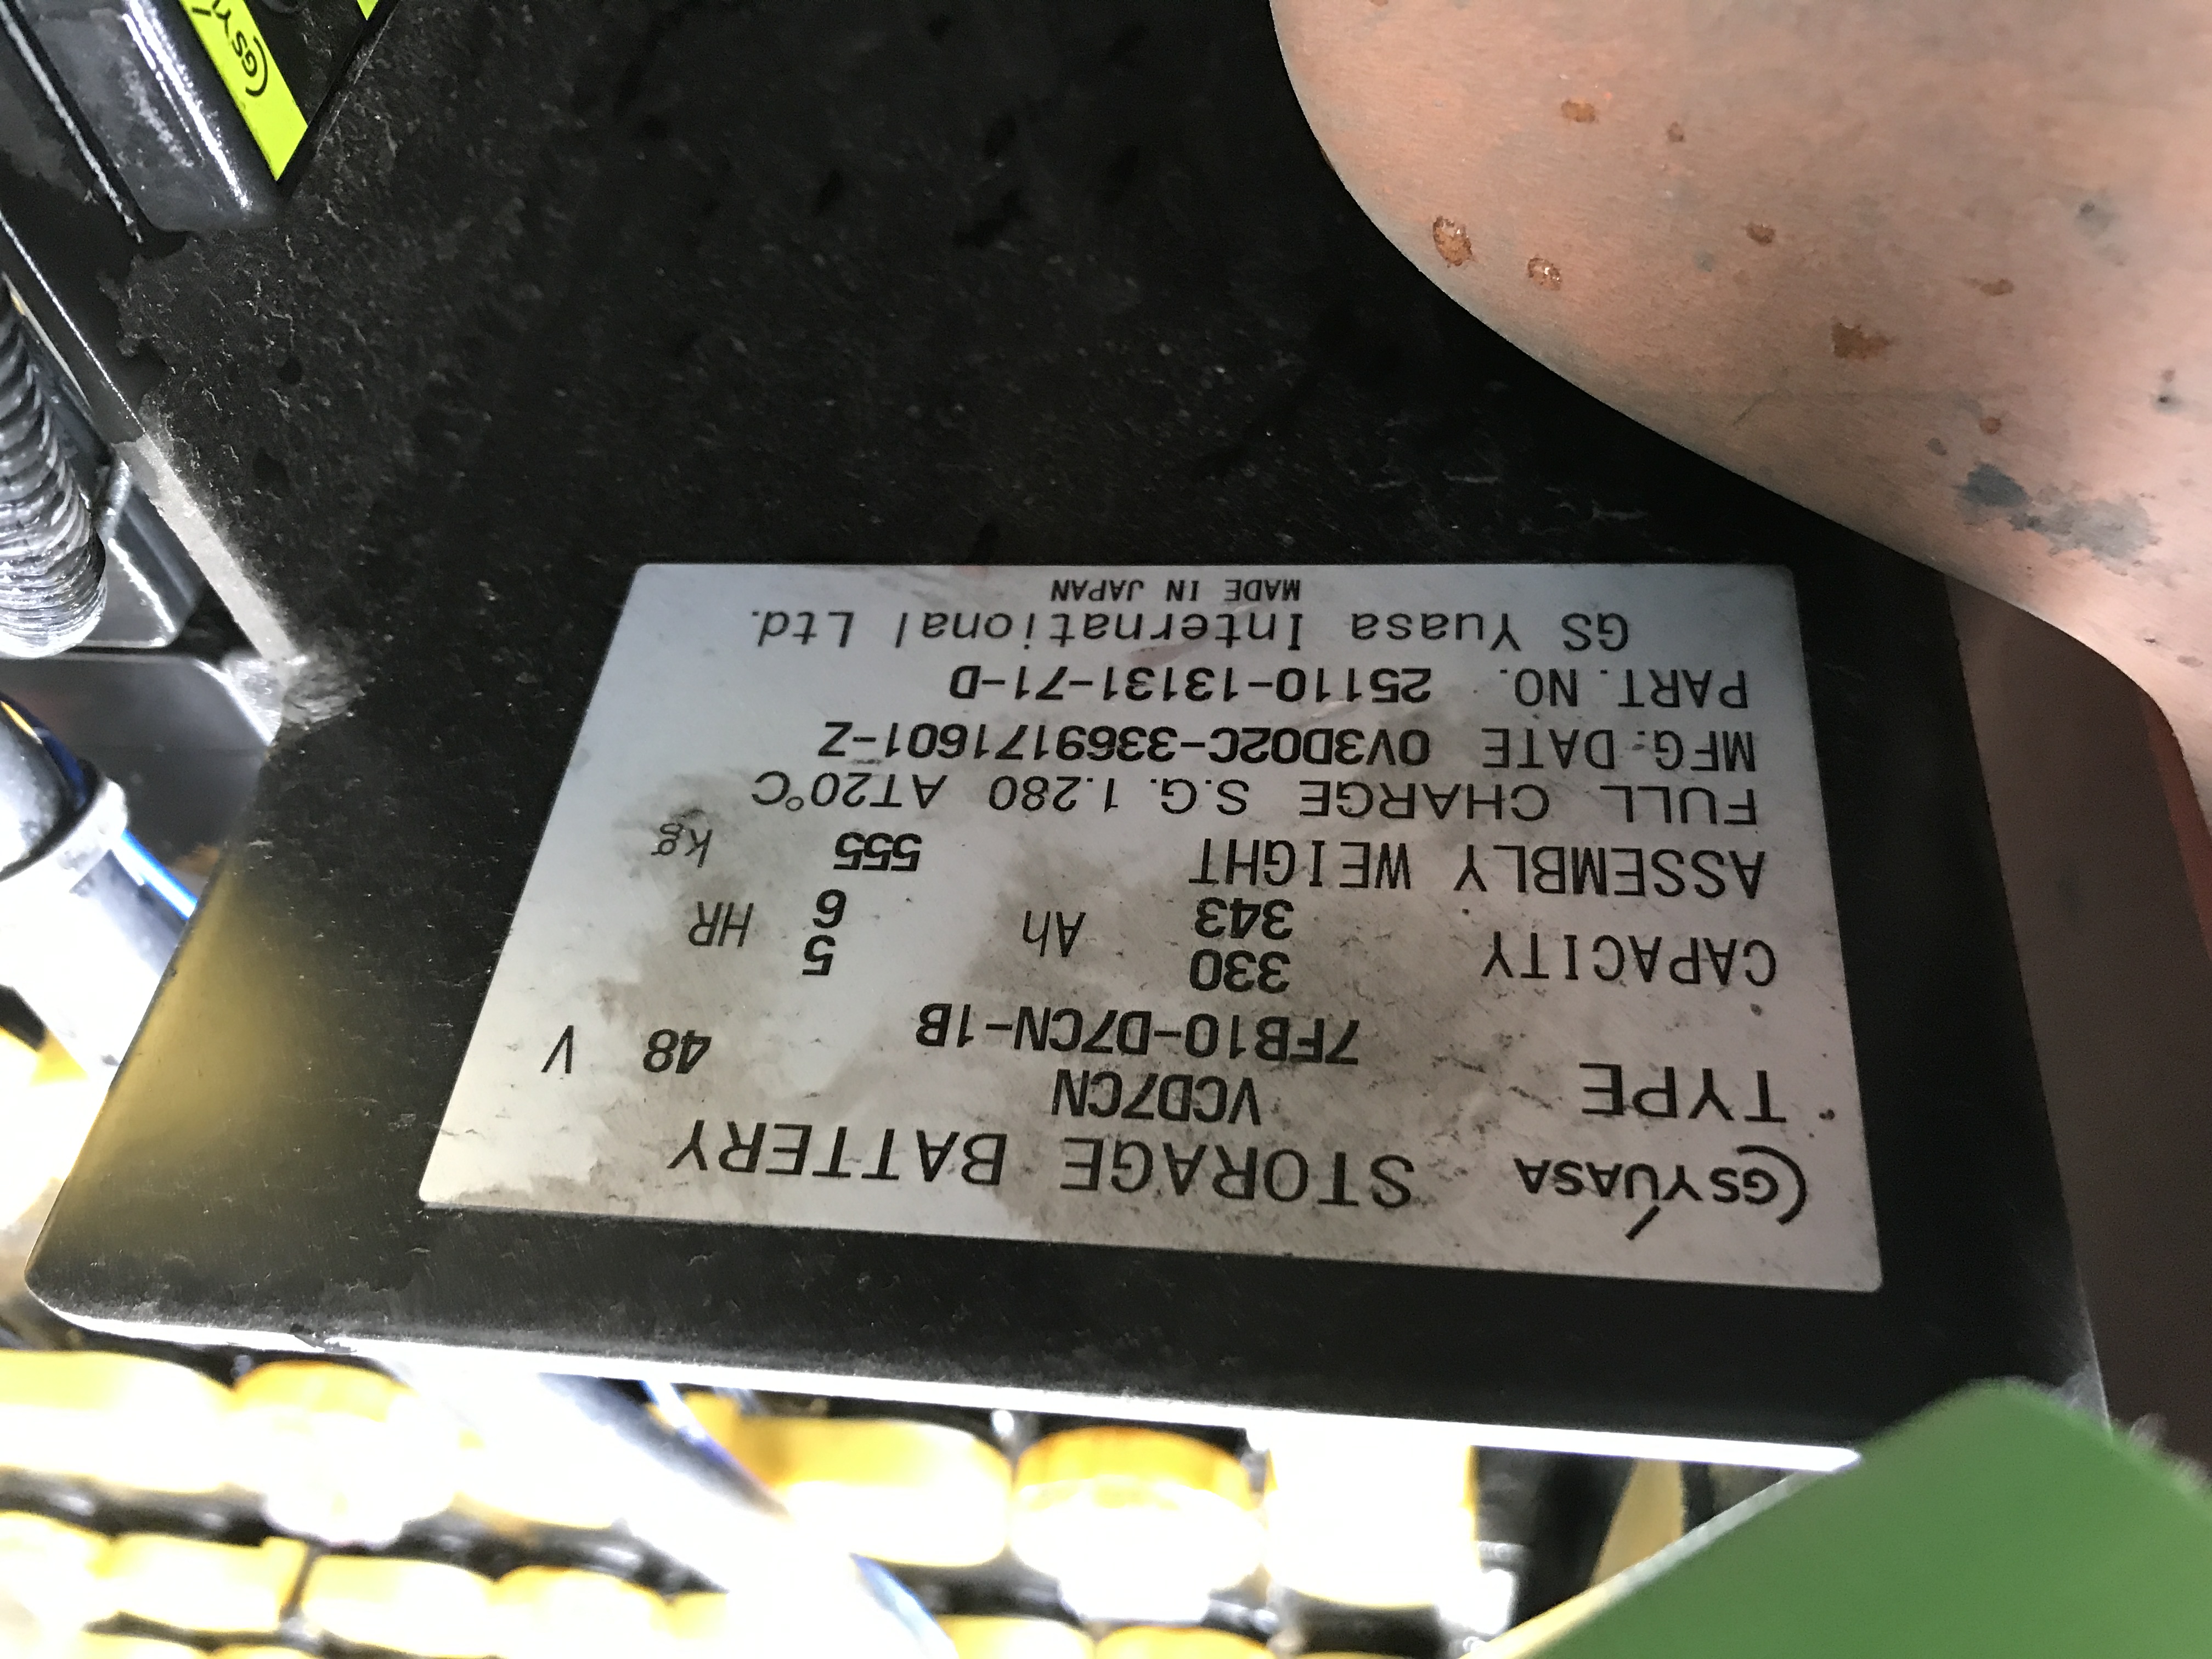 GS YUASA STORAGE BATTERY
VCD7CN
TYPE 7FB10-D7CN-1B 48 V
330 5
CAPACITY Ah HR
343 6
ASSEMBLY WEIGHT 555 kg
FULL CHARGE S.G. 1.280 AT20°C
MFG.DATE 0V3D02C-3369171601-Z
PART.NO. 25110-13131-71-D
GS Yuasa International Ltd.
MADE IN JAPAN
GSY